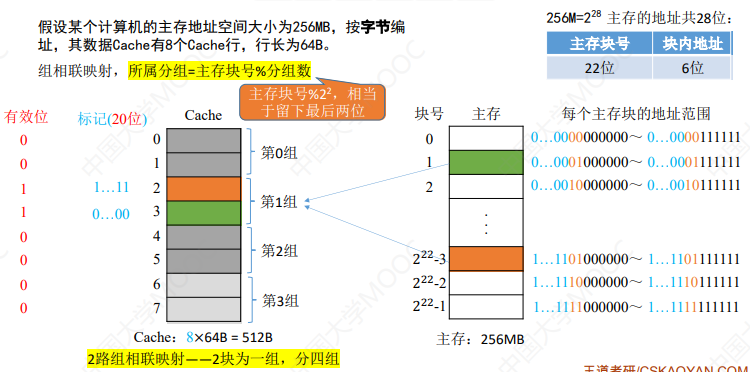 假设某个计算机的主存地址空间大小为256MB，按字节编
址，其数据Cache有8个Cache行，行长为64B。
组相联映射，所属分组=主存块号%分组数
主存块号%2²，相当
于留下最后两位
256M=2²⁸ 主存的地址共28位：
主存块号 块内地址
22位 6位
有效位 标记(20位) Cache 块号 主存 每个主存块的地址范围
0 0 第0组 0 0…0000000000～ 0…0000111111
0 1 1 0…0001000000～ 0…0001111111
1 1…11 2 第1组 2 0…0010000000～ 0…0010111111
1 0…00 3
0 4 第2组
0 5 2²²-3 1…1101000000～ 1…1101111111
0 6 第3组 2²²-2 1…1110000000～ 1…1110111111
0 7 2²²-1 1…1111000000～ 1…1111111111
Cache：8×64B = 512B 主存：256MB
2路组相联映射——2块为一组，分四组
王道考研/CSKAOYAN.COM
中国大学MOOC